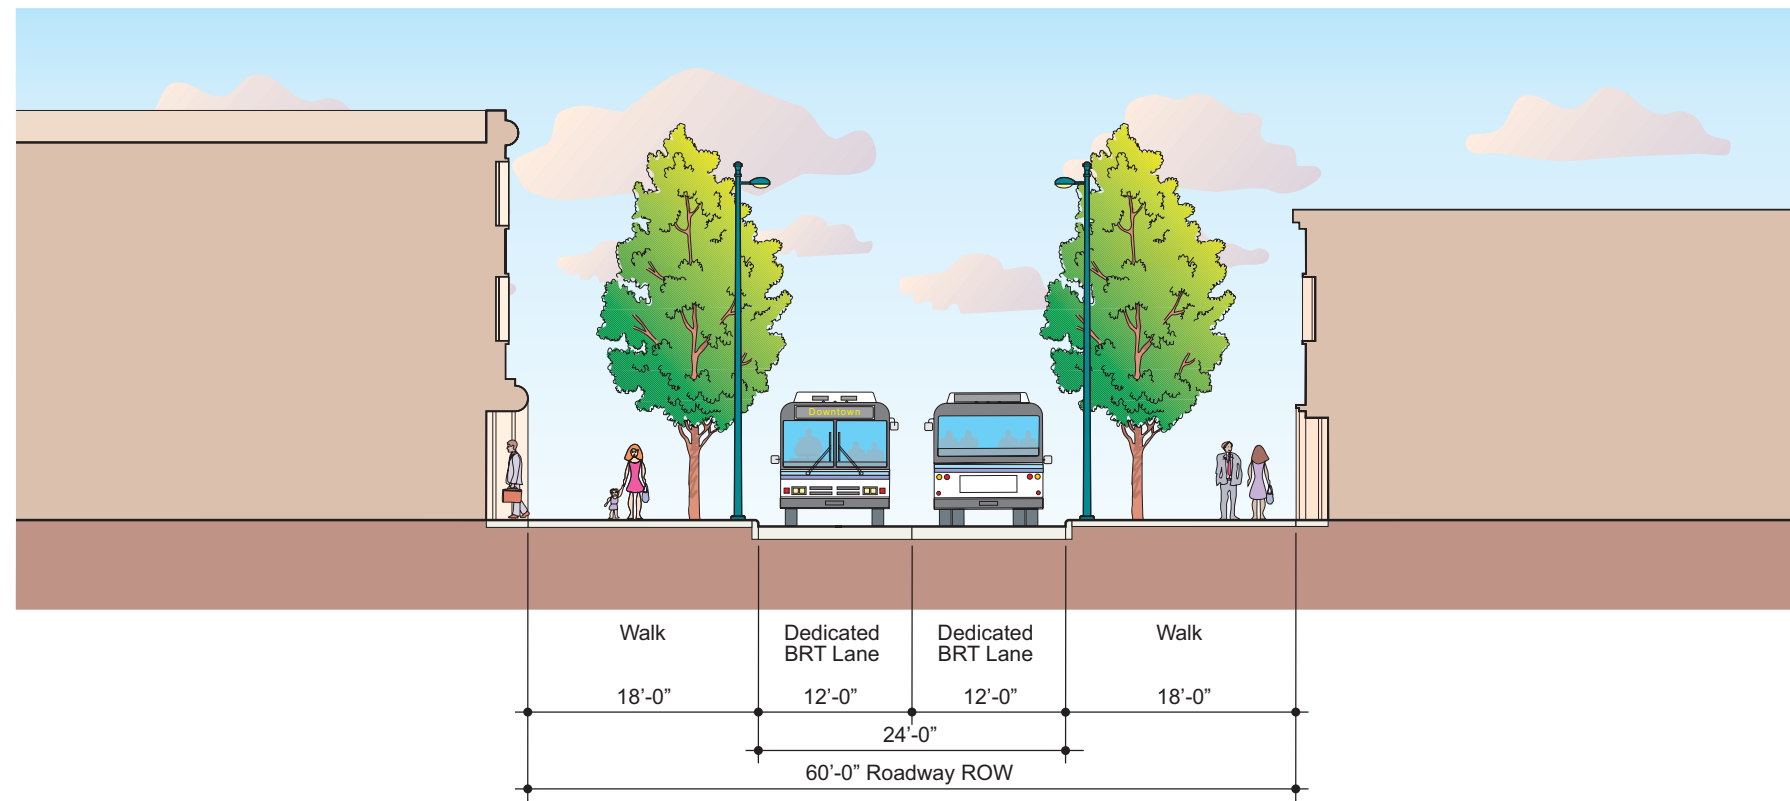 Downtown
Walk
Dedicated
BRT Lane
Dedicated
BRT Lane
Walk
18’-0”
12’-0”
12’-0”
18’-0”
24’-0”
60’-0” Roadway ROW